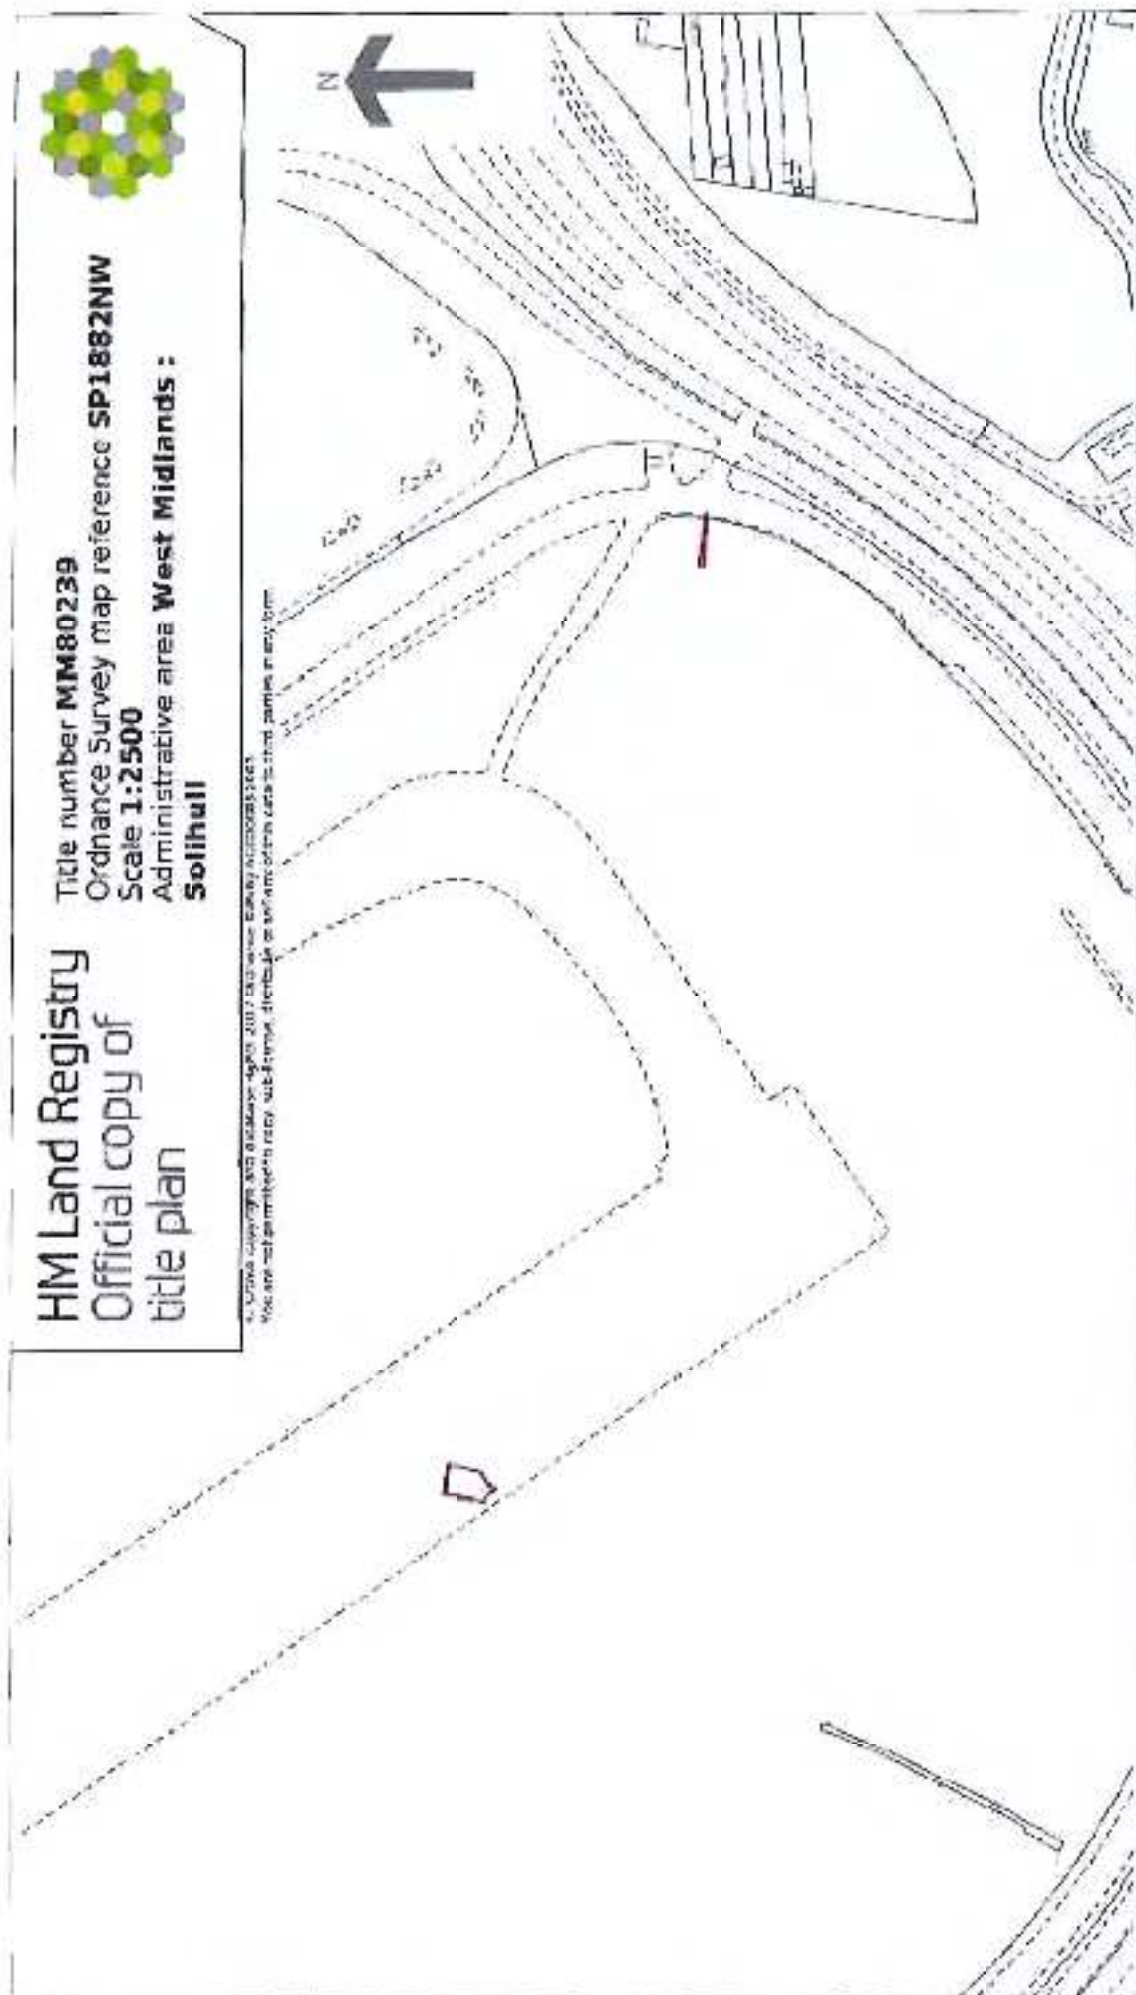 HM Land Registry
Official copy of
title plan
Title number MM80239
Ordnance Survey map reference SP1882NW
Scale 1:2500
Administrative area West Midlands :
Solihull
N